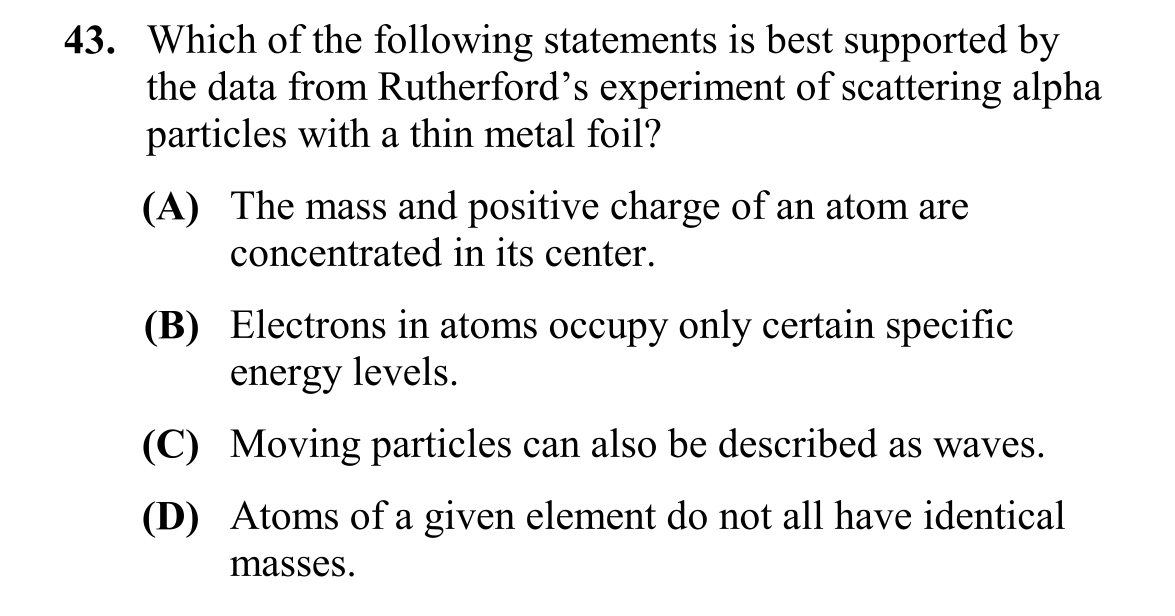 43. Which of the following statements is best supported by
the data from Rutherford’s experiment of scattering alpha
particles with a thin metal foil?
(A) The mass and positive charge of an atom are
concentrated in its center.
(B) Electrons in atoms occupy only certain specific
energy levels.
(C) Moving particles can also be described as waves.
(D) Atoms of a given element do not all have identical
masses.